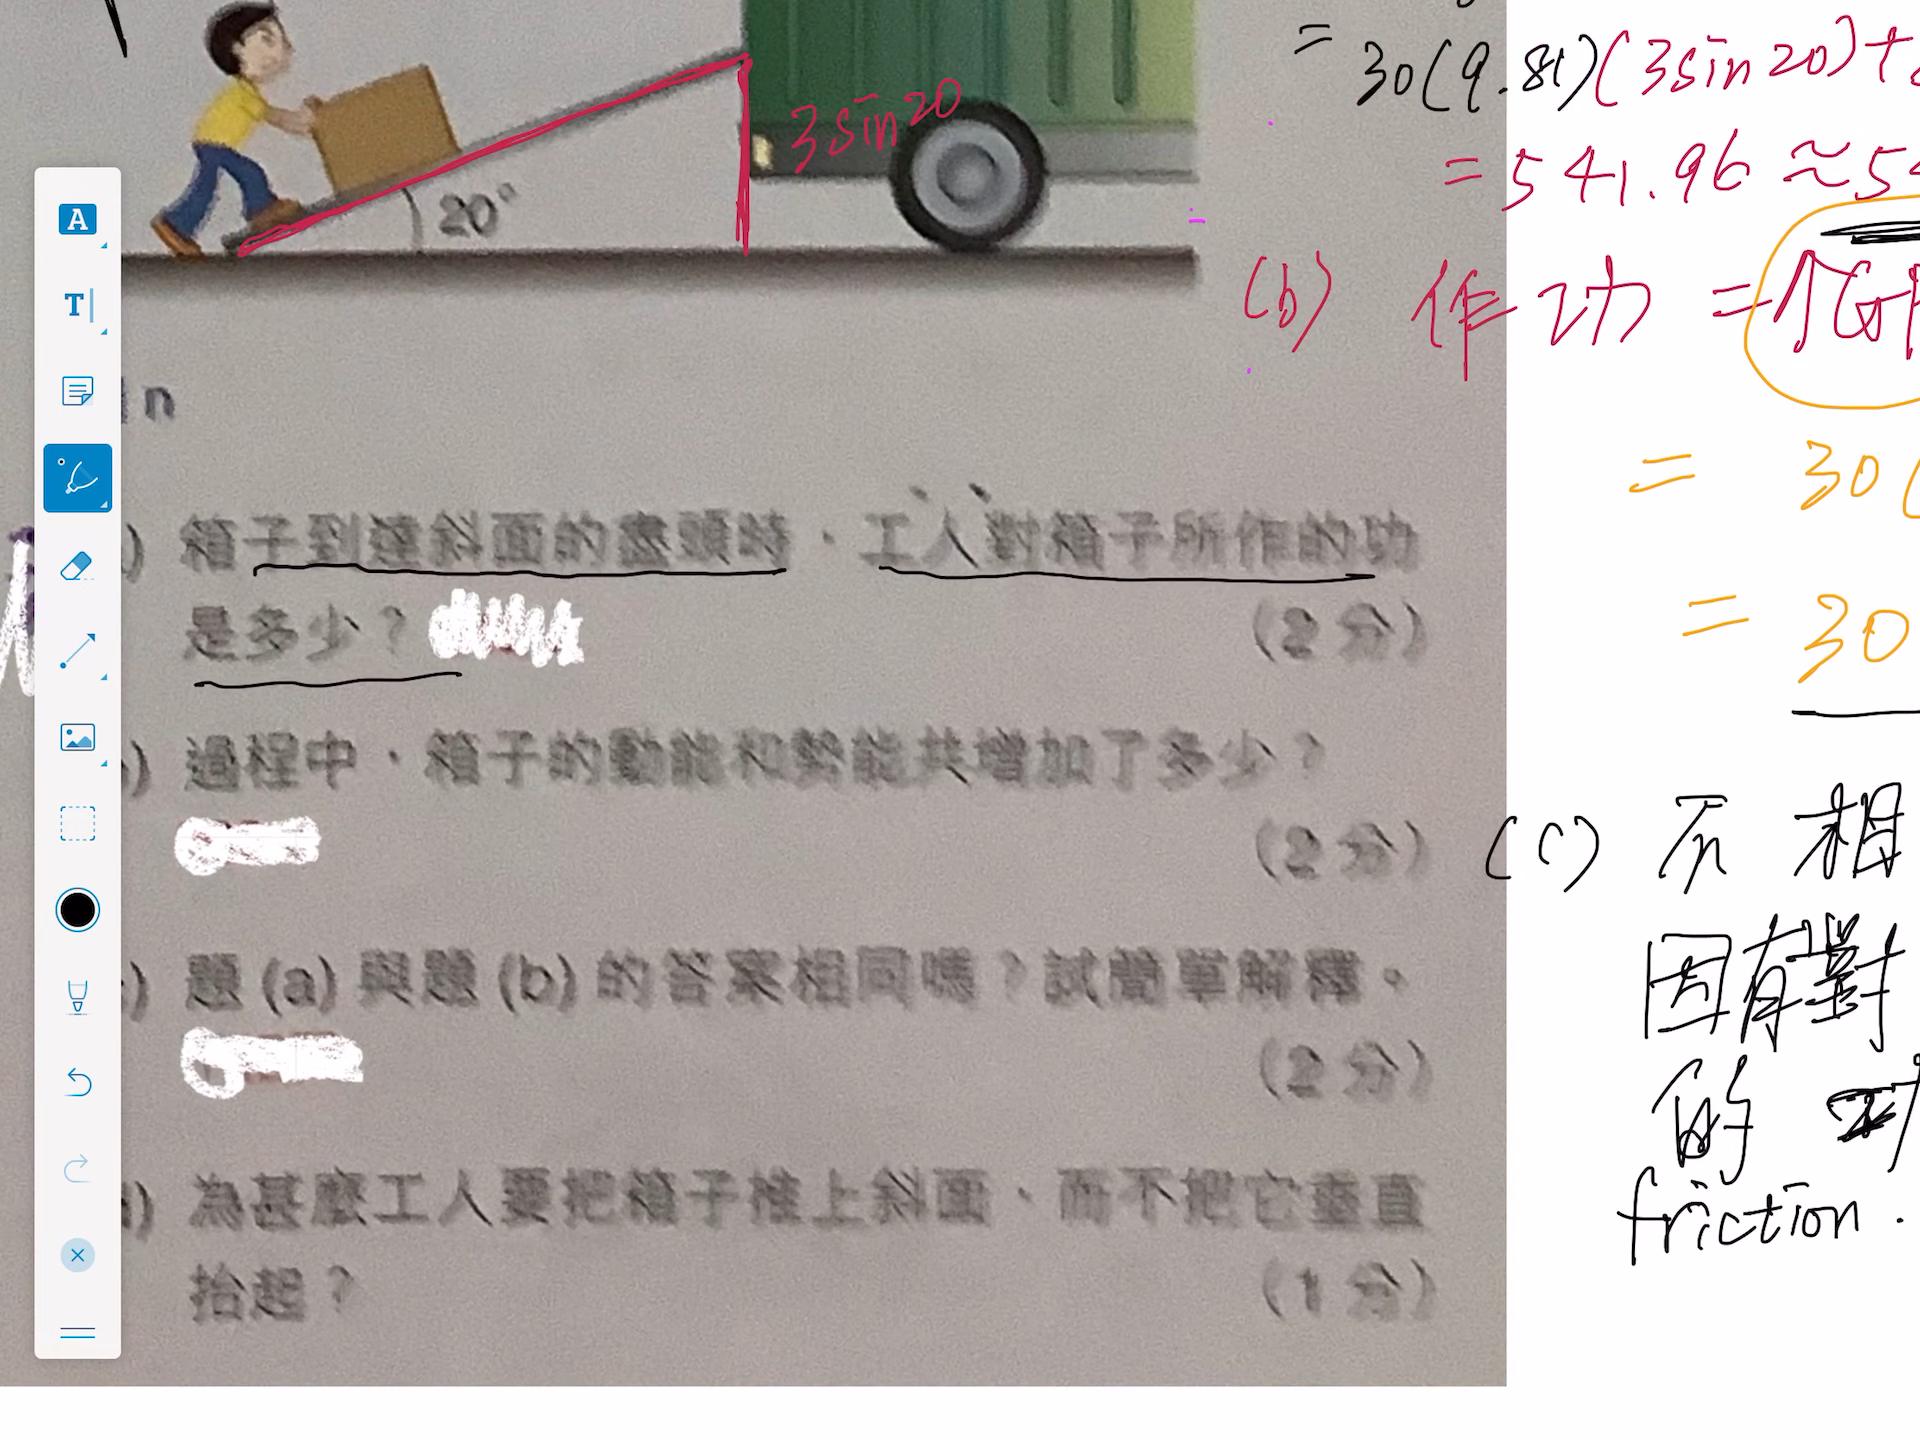 3sin20
20°
n
) 箱子到達斜面的盡頭時，工人對箱子所作的功
是多少？
(2 分)
) 過程中，箱子的動能和勢能共增加了多少？
(2 分)
) 題 (a) 與題 (b) 的答案相同嗎？試簡單解釋。
(2 分)
) 為甚麼工人要把箱子推上斜面，而不把它垂直
抬起？
(1 分)
= 30(9.81)(3sin20)+
= 541.96 ≈ 54
(b) 作功 = 
= 30(
= 30
(c) 不相
因有對
的
friction.
A
T